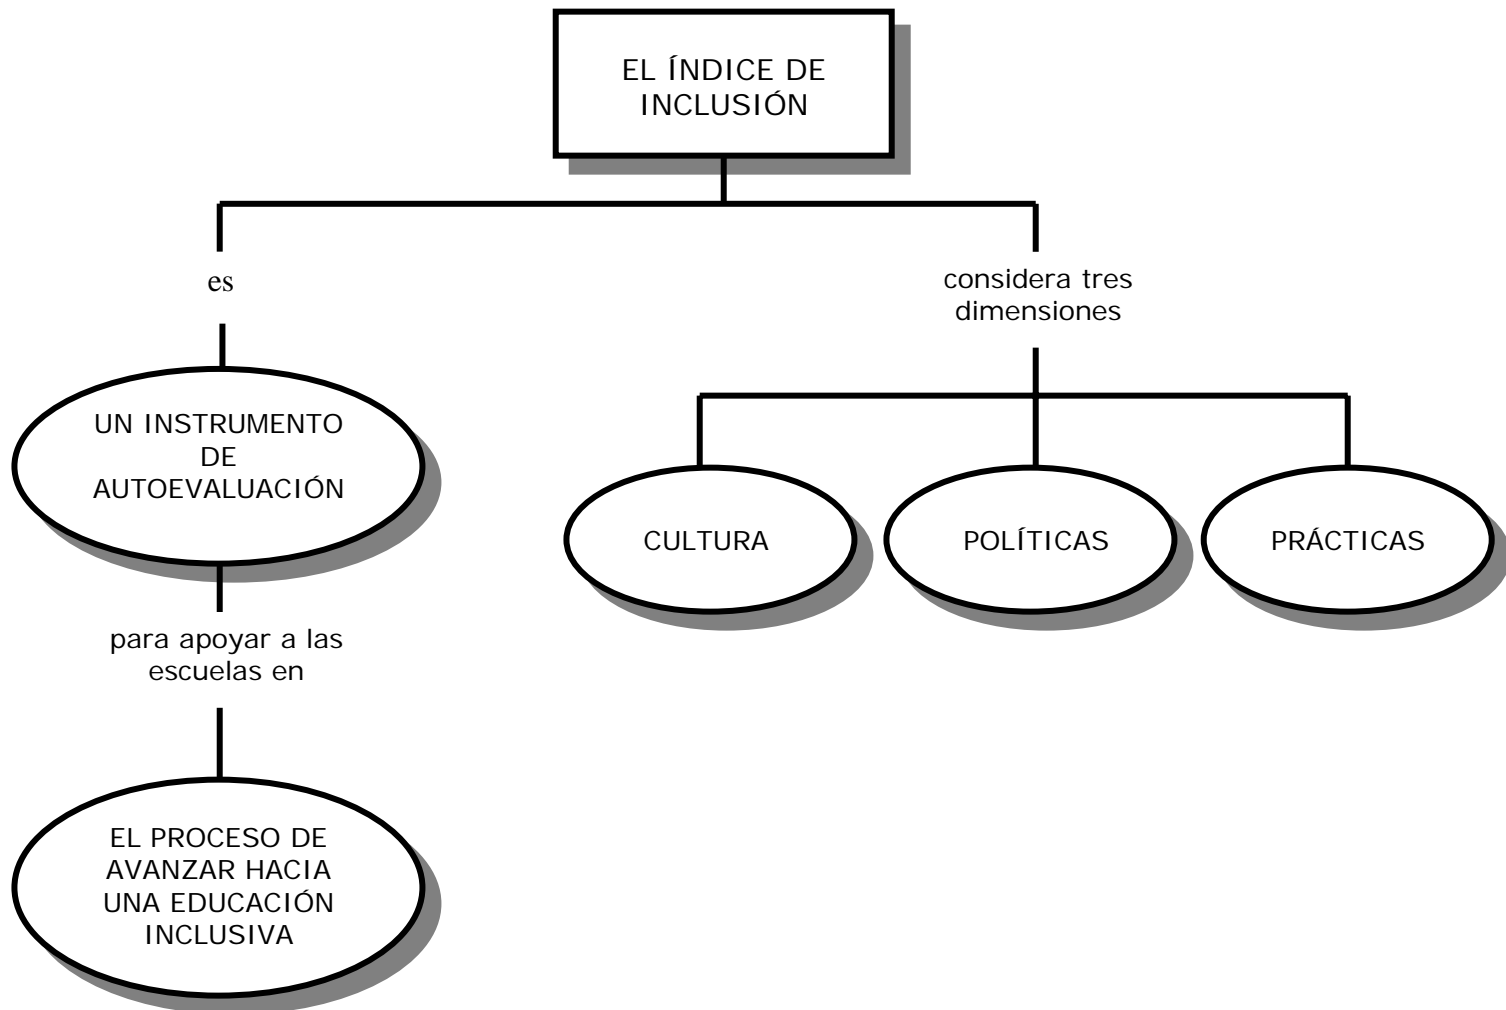 EL ÍNDICE DE
INCLUSIÓN
es
considera tres
dimensiones
UN INSTRUMENTO
DE
AUTOEVALUACIÓN
CULTURA
POLÍTICAS
PRÁCTICAS
para apoyar a las
escuelas en
EL PROCESO DE
AVANZAR HACIA
UNA EDUCACIÓN
INCLUSIVA